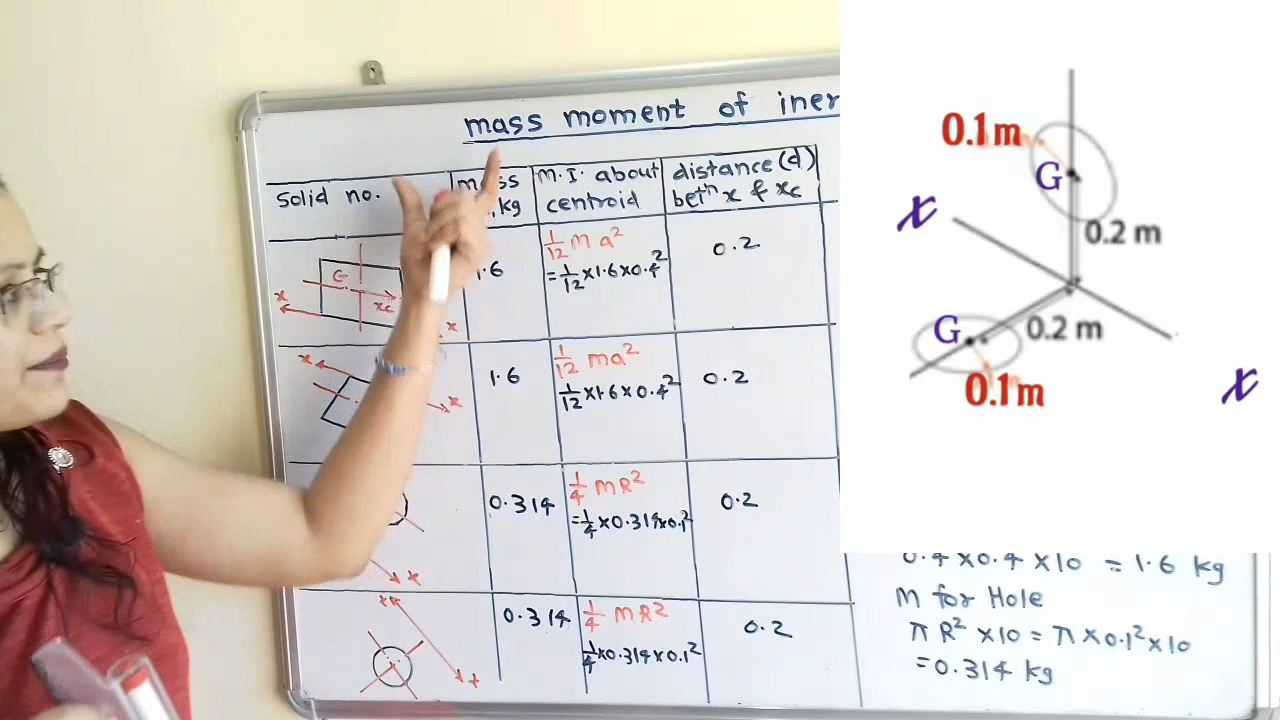 mass moment of iner
Solid no.
mass
kg
M.I. about
centroid
distance (d)
betⁿ x & xc
G
x
xc
x
1.6
1/12 M a²
= 1/12 × 1.6 × 0.4²
0.2
x
x
1.6
1/12 ma²
1/12 × 1.6 × 0.4²
0.2
x
0.314
1/4 MR²
= 1/4 × 0.314 × 0.1²
0.2
x
x
0.314
1/4 MR²
1/4 × 0.314 × 0.1²
0.2
0.1m
G
x
0.2 m
G
0.2 m
0.1m
x
0.4 × 0.4 × 10 = 1.6 kg
M for Hole
π R² × 10 = π × 0.1² × 10
= 0.314 kg